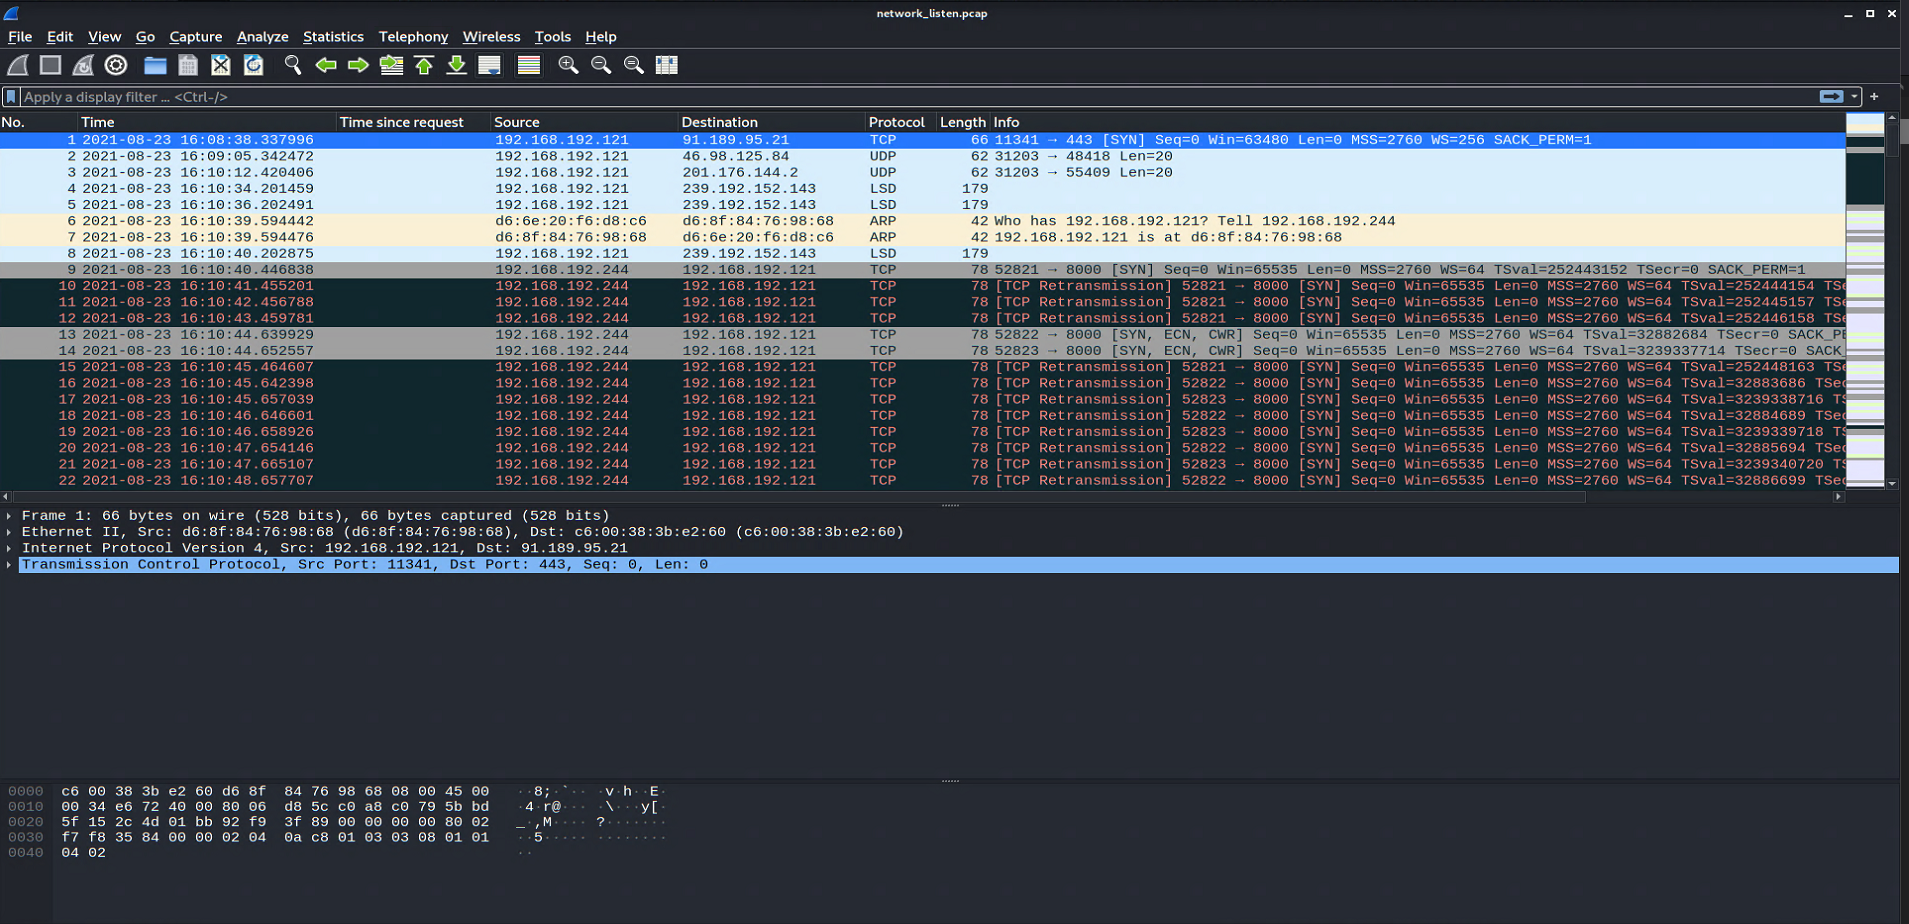 network_listen.pcap
File Edit View Go Capture Analyze Statistics Telephony Wireless Tools Help
Apply a display filter … <Ctrl-/>
No. Time Time since request Source Destination Protocol Length Info
1 2021-08-23 16:08:38.337996 192.168.192.121 91.189.95.21 TCP 66 11341 → 443 [SYN] Seq=0 Win=63480 Len=0 MSS=2760 WS=256 SACK_PERM=1
2 2021-08-23 16:09:05.342472 192.168.192.121 46.98.125.84 UDP 62 31203 → 48418 Len=20
3 2021-08-23 16:10:12.420406 192.168.192.121 201.176.144.2 UDP 62 31203 → 55409 Len=20
4 2021-08-23 16:10:34.201459 192.168.192.121 239.192.152.143 LSD 179
5 2021-08-23 16:10:36.202491 192.168.192.121 239.192.152.143 LSD 179
6 2021-08-23 16:10:39.594442 d6:6e:20:f6:d8:c6 d6:8f:84:76:98:68 ARP 42 Who has 192.168.192.121? Tell 192.168.192.244
7 2021-08-23 16:10:39.594476 d6:8f:84:76:98:68 d6:6e:20:f6:d8:c6 ARP 42 192.168.192.121 is at d6:8f:84:76:98:68
8 2021-08-23 16:10:40.202875 192.168.192.121 239.192.152.143 LSD 179
9 2021-08-23 16:10:40.446838 192.168.192.244 192.168.192.121 TCP 78 52821 → 8000 [SYN] Seq=0 Win=65535 Len=0 MSS=2760 WS=64 TSval=252443152 TSecr=0 SACK_PERM=1
10 2021-08-23 16:10:41.455201 192.168.192.244 192.168.192.121 TCP 78 [TCP Retransmission] 52821 → 8000 [SYN] Seq=0 Win=65535 Len=0 MSS=2760 WS=64 TSval=252444154 TSe
11 2021-08-23 16:10:42.456788 192.168.192.244 192.168.192.121 TCP 78 [TCP Retransmission] 52821 → 8000 [SYN] Seq=0 Win=65535 Len=0 MSS=2760 WS=64 TSval=252445157 TSe
12 2021-08-23 16:10:43.459781 192.168.192.244 192.168.192.121 TCP 78 [TCP Retransmission] 52821 → 8000 [SYN] Seq=0 Win=65535 Len=0 MSS=2760 WS=64 TSval=252446158 TSe
13 2021-08-23 16:10:44.639929 192.168.192.244 192.168.192.121 TCP 78 52822 → 8000 [SYN, ECN, CWR] Seq=0 Win=65535 Len=0 MSS=2760 WS=64 TSval=32882684 TSecr=0 SACK_PE
14 2021-08-23 16:10:44.652557 192.168.192.244 192.168.192.121 TCP 78 52823 → 8000 [SYN, ECN, CWR] Seq=0 Win=65535 Len=0 MSS=2760 WS=64 TSval=3239337714 TSecr=0 SACK_
15 2021-08-23 16:10:45.464607 192.168.192.244 192.168.192.121 TCP 78 [TCP Retransmission] 52821 → 8000 [SYN] Seq=0 Win=65535 Len=0 MSS=2760 WS=64 TSval=252448163 TSe
16 2021-08-23 16:10:45.642398 192.168.192.244 192.168.192.121 TCP 78 [TCP Retransmission] 52822 → 8000 [SYN] Seq=0 Win=65535 Len=0 MSS=2760 WS=64 TSval=32883686 TSec
17 2021-08-23 16:10:45.657039 192.168.192.244 192.168.192.121 TCP 78 [TCP Retransmission] 52823 → 8000 [SYN] Seq=0 Win=65535 Len=0 MSS=2760 WS=64 TSval=3239338716 TS
18 2021-08-23 16:10:46.646601 192.168.192.244 192.168.192.121 TCP 78 [TCP Retransmission] 52822 → 8000 [SYN] Seq=0 Win=65535 Len=0 MSS=2760 WS=64 TSval=32884689 TSec
19 2021-08-23 16:10:46.658926 192.168.192.244 192.168.192.121 TCP 78 [TCP Retransmission] 52823 → 8000 [SYN] Seq=0 Win=65535 Len=0 MSS=2760 WS=64 TSval=3239339718 TS
20 2021-08-23 16:10:47.654146 192.168.192.244 192.168.192.121 TCP 78 [TCP Retransmission] 52822 → 8000 [SYN] Seq=0 Win=65535 Len=0 MSS=2760 WS=64 TSval=32885694 TSec
21 2021-08-23 16:10:47.665107 192.168.192.244 192.168.192.121 TCP 78 [TCP Retransmission] 52823 → 8000 [SYN] Seq=0 Win=65535 Len=0 MSS=2760 WS=64 TSval=3239340720 TS
22 2021-08-23 16:10:48.657707 192.168.192.244 192.168.192.121 TCP 78 [TCP Retransmission] 52822 → 8000 [SYN] Seq=0 Win=65535 Len=0 MSS=2760 WS=64 TSval=32886699 TSec
Frame 1: 66 bytes on wire (528 bits), 66 bytes captured (528 bits)
Ethernet II, Src: d6:8f:84:76:98:68 (d6:8f:84:76:98:68), Dst: c6:00:38:3b:e2:60 (c6:00:38:3b:e2:60)
Internet Protocol Version 4, Src: 192.168.192.121, Dst: 91.189.95.21
Transmission Control Protocol, Src Port: 11341, Dst Port: 443, Seq: 0, Len: 0
0000 c6 00 38 3b e2 60 d6 8f 84 76 98 68 08 00 45 00 ··8;·`·· ·v·h··E·
0010 00 34 e6 72 40 00 80 06 d8 5c c0 a8 c0 79 5b bd ·4·r@··· ·\···y[·
0020 5f 15 2c 4d 01 bb 92 f9 3f 89 00 00 00 00 80 02 _·,M···· ?·······
0030 f7 f8 35 84 00 00 02 04 0a c8 01 03 03 08 01 01 ··5····· ········
0040 04 02 ··